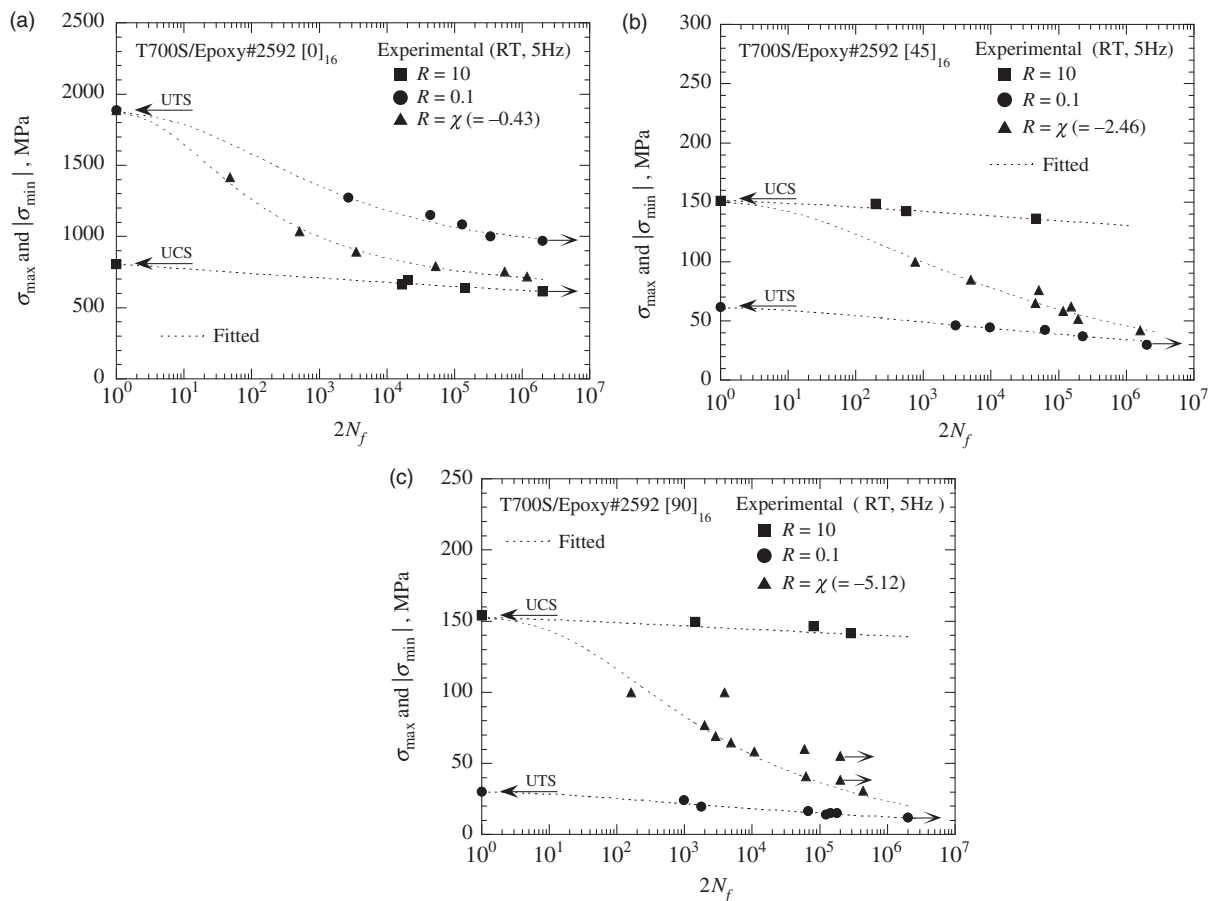 (a)
T700S/Epoxy#2592 [0]16
Experimental (RT, 5Hz)
R = 10
R = 0.1
R = χ (= –0.43)
UTS
UCS
Fitted
2500
2000
1500
1000
500
0
σmax and |σmin| , MPa
10^0 10^1 10^2 10^3 10^4 10^5 10^6 10^7
2Nf
(b)
T700S/Epoxy#2592 [45]16
Experimental (RT, 5Hz)
R = 10
R = 0.1
R = χ (= –2.46)
Fitted
UCS
UTS
300
250
200
150
100
50
0
σmax and |σmin| , MPa
10^0 10^1 10^2 10^3 10^4 10^5 10^6 10^7
2Nf
(c)
T700S/Epoxy#2592 [90]16
Experimental ( RT, 5Hz )
Fitted
R = 10
R = 0.1
R = χ (= –5.12)
UCS
UTS
250
200
150
100
50
0
σmax and |σmin| , MPa
10^0 10^1 10^2 10^3 10^4 10^5 10^6 10^7
2Nf